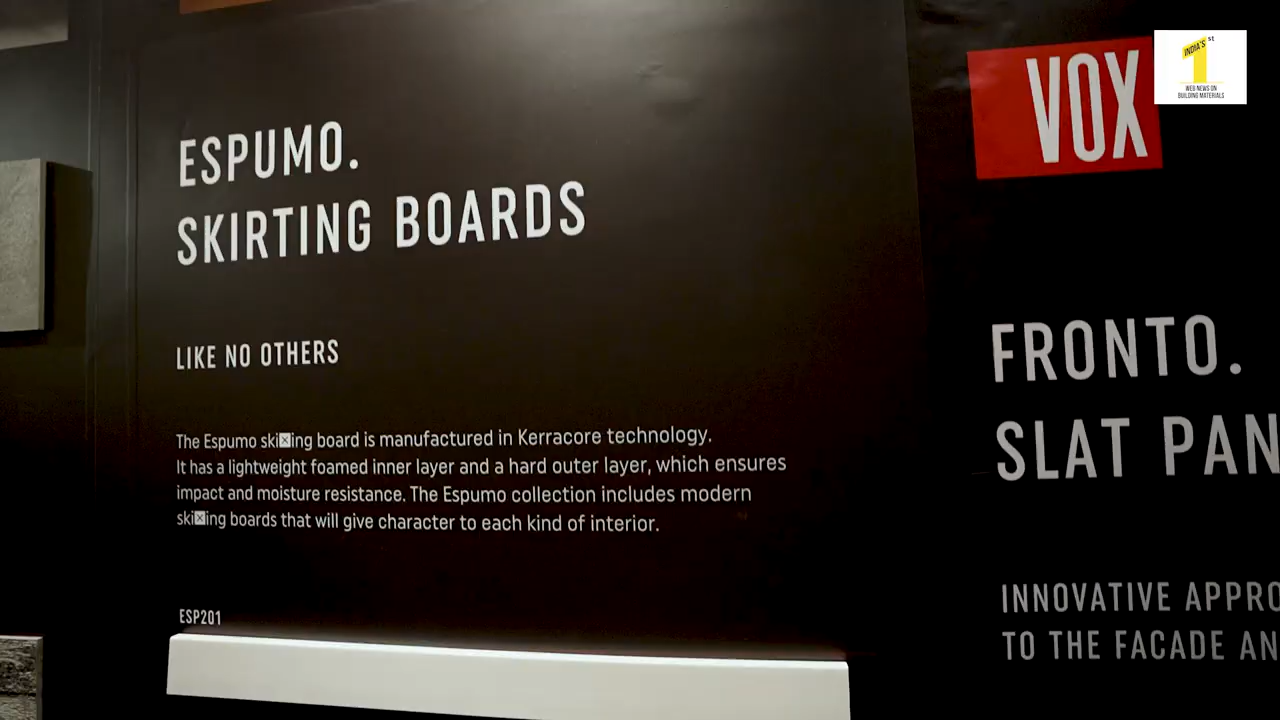 ESPUMO.
SKIRTING BOARDS
LIKE NO OTHERS
The Espumo ski☒ing board is manufactured in Kerracore technology.
It has a lightweight foamed inner layer and a hard outer layer, which ensures
impact and moisture resistance. The Espumo collection includes modern
ski☒ing boards that will give character to each kind of interior.
ESP201
VOX
FRONTO.
SLAT PAN
INNOVATIVE APPRO
TO THE FACADE AN
INDIA'S
1st
WEB NEWS ON
BUILDING MATERIALS